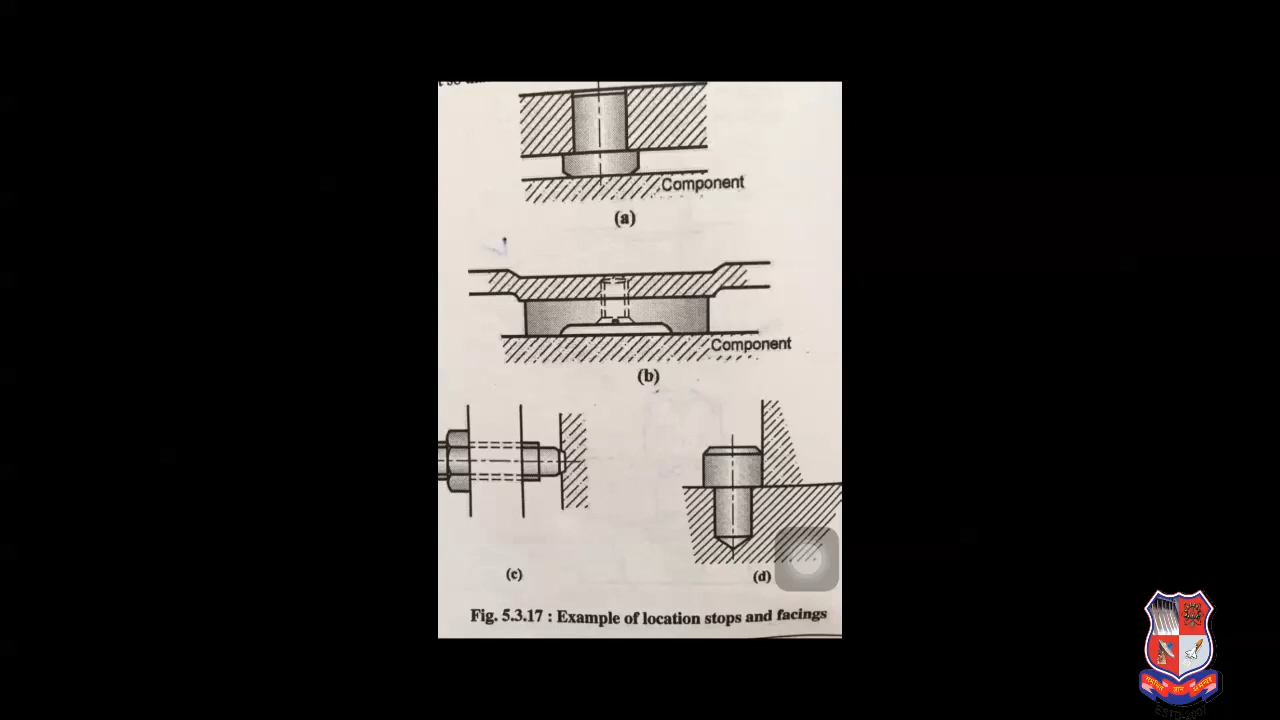 Component
(a)
(b)
Component
(c)
(d)
Fig. 5.3.17 : Example of location stops and facings